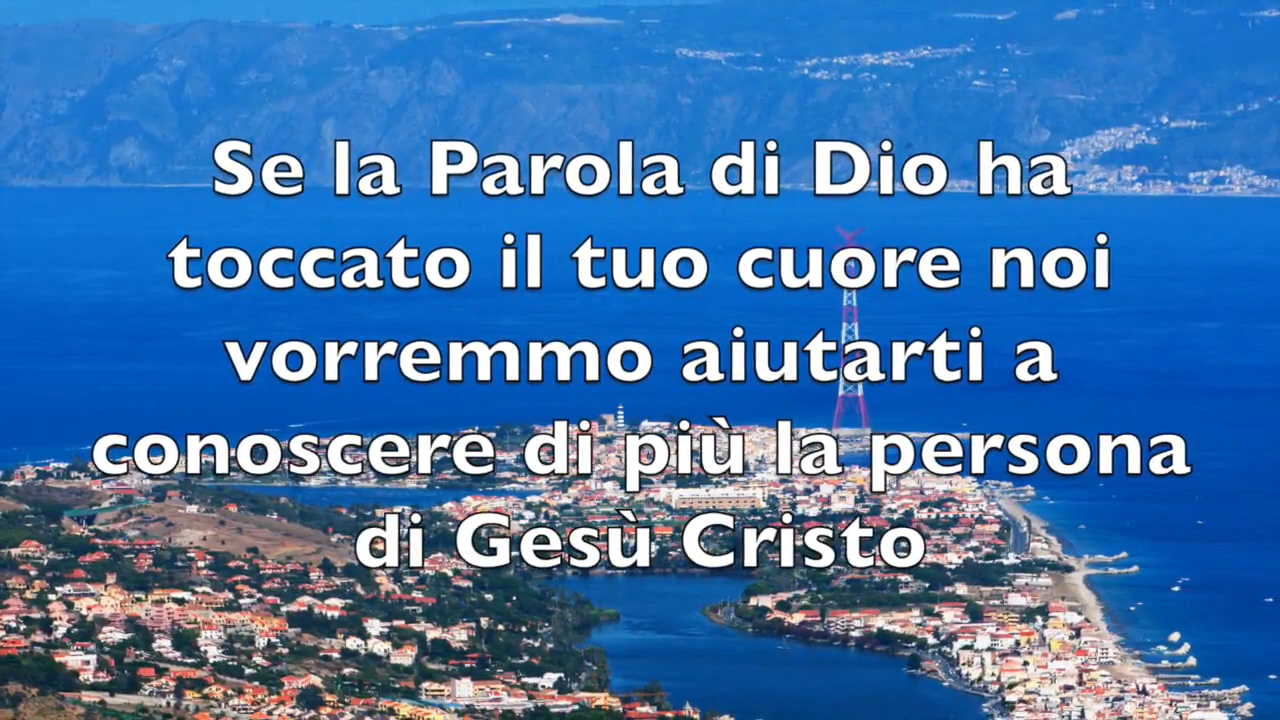 Se la Parola di Dio ha
toccato il tuo cuore noi
vorremmo aiutarti a
conoscere di più la persona
di Gesù Cristo